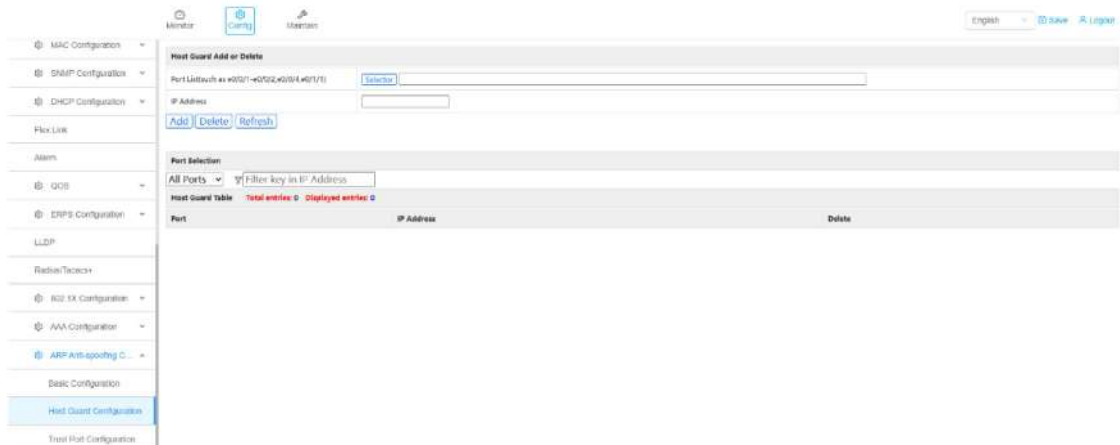 Monitor
Config
Maintain
English
Save
Logout
MAC Configuration
SNMP Configuration
DHCP Configuration
Flex Link
Alarm
QOS
ERPS Configuration
LLDP
Radius/Tacacs+
802.1X Configuration
AAA Configuration
ARP Anti-spoofing C...
Basic Configuration
Host Guard Configuration
Trust Port Configuration
Host Guard Add or Delete
Port List(such as e0/0/1-e0/0/2,e0/0/4,e0/1/1)
Selector
IP Address
Add Delete Refresh
Port Selection
All Ports Filter key in IP Address
Host Guard Table Total entries: 0 Displayed entries: 0
Port IP Address Delete